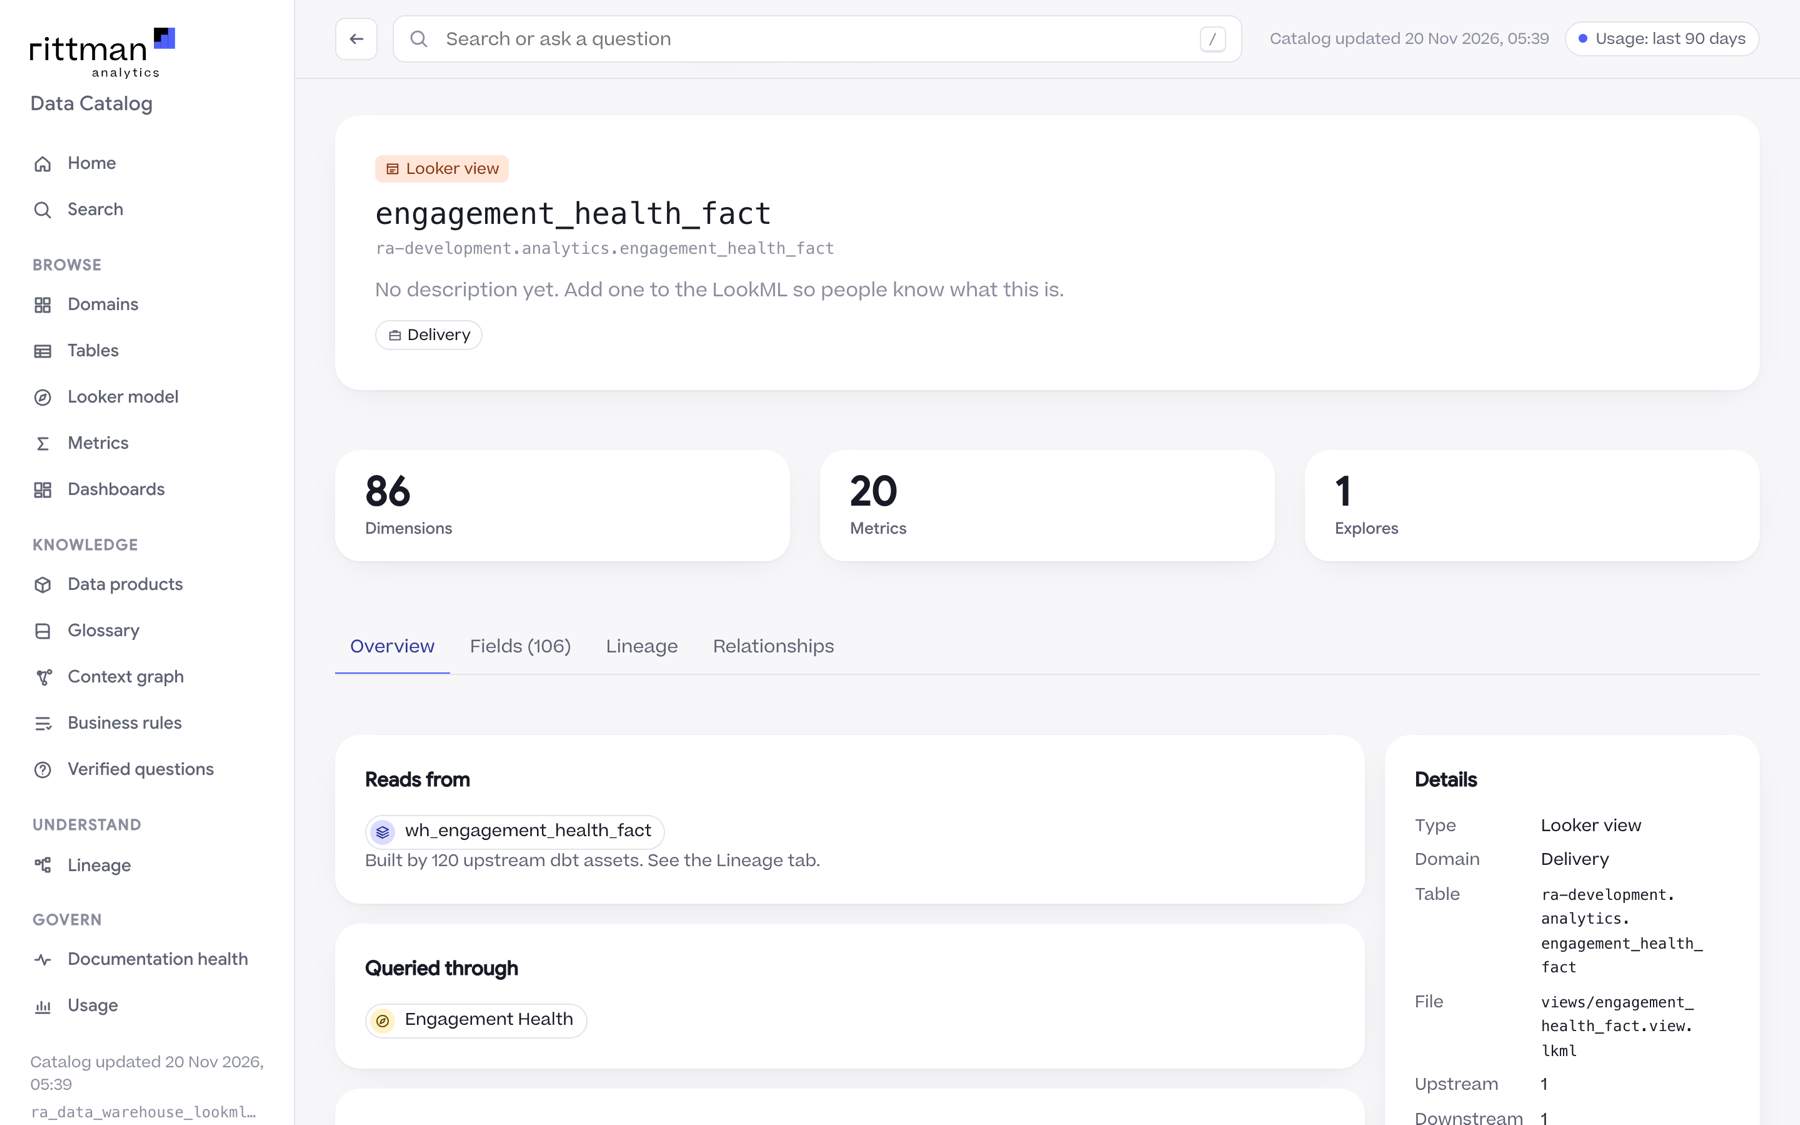 rittman
analytics
Data Catalog
Home
Search
BROWSE
Domains
Tables
Looker model
Metrics
Dashboards
KNOWLEDGE
Data products
Glossary
Context graph
Business rules
Verified questions
UNDERSTAND
Lineage
GOVERN
Documentation health
Usage
Catalog updated 20 Nov 2026,
05:39
ra_data_warehouse_lookml…
Search or ask a question
/
Catalog updated 20 Nov 2026, 05:39
Usage: last 90 days
Looker view
engagement_health_fact
ra-development.analytics.engagement_health_fact
No description yet. Add one to the LookML so people know what this is.
Delivery
86
Dimensions
20
Metrics
1
Explores
Overview
Fields (106)
Lineage
Relationships
Reads from
wh_engagement_health_fact
Built by 120 upstream dbt assets. See the Lineage tab.
Queried through
Engagement Health
Details
Type Looker view
Domain Delivery
Table ra-development.
analytics.
engagement_health_
fact
File views/engagement_
health_fact.view.
lkml
Upstream 1
Downstream 1